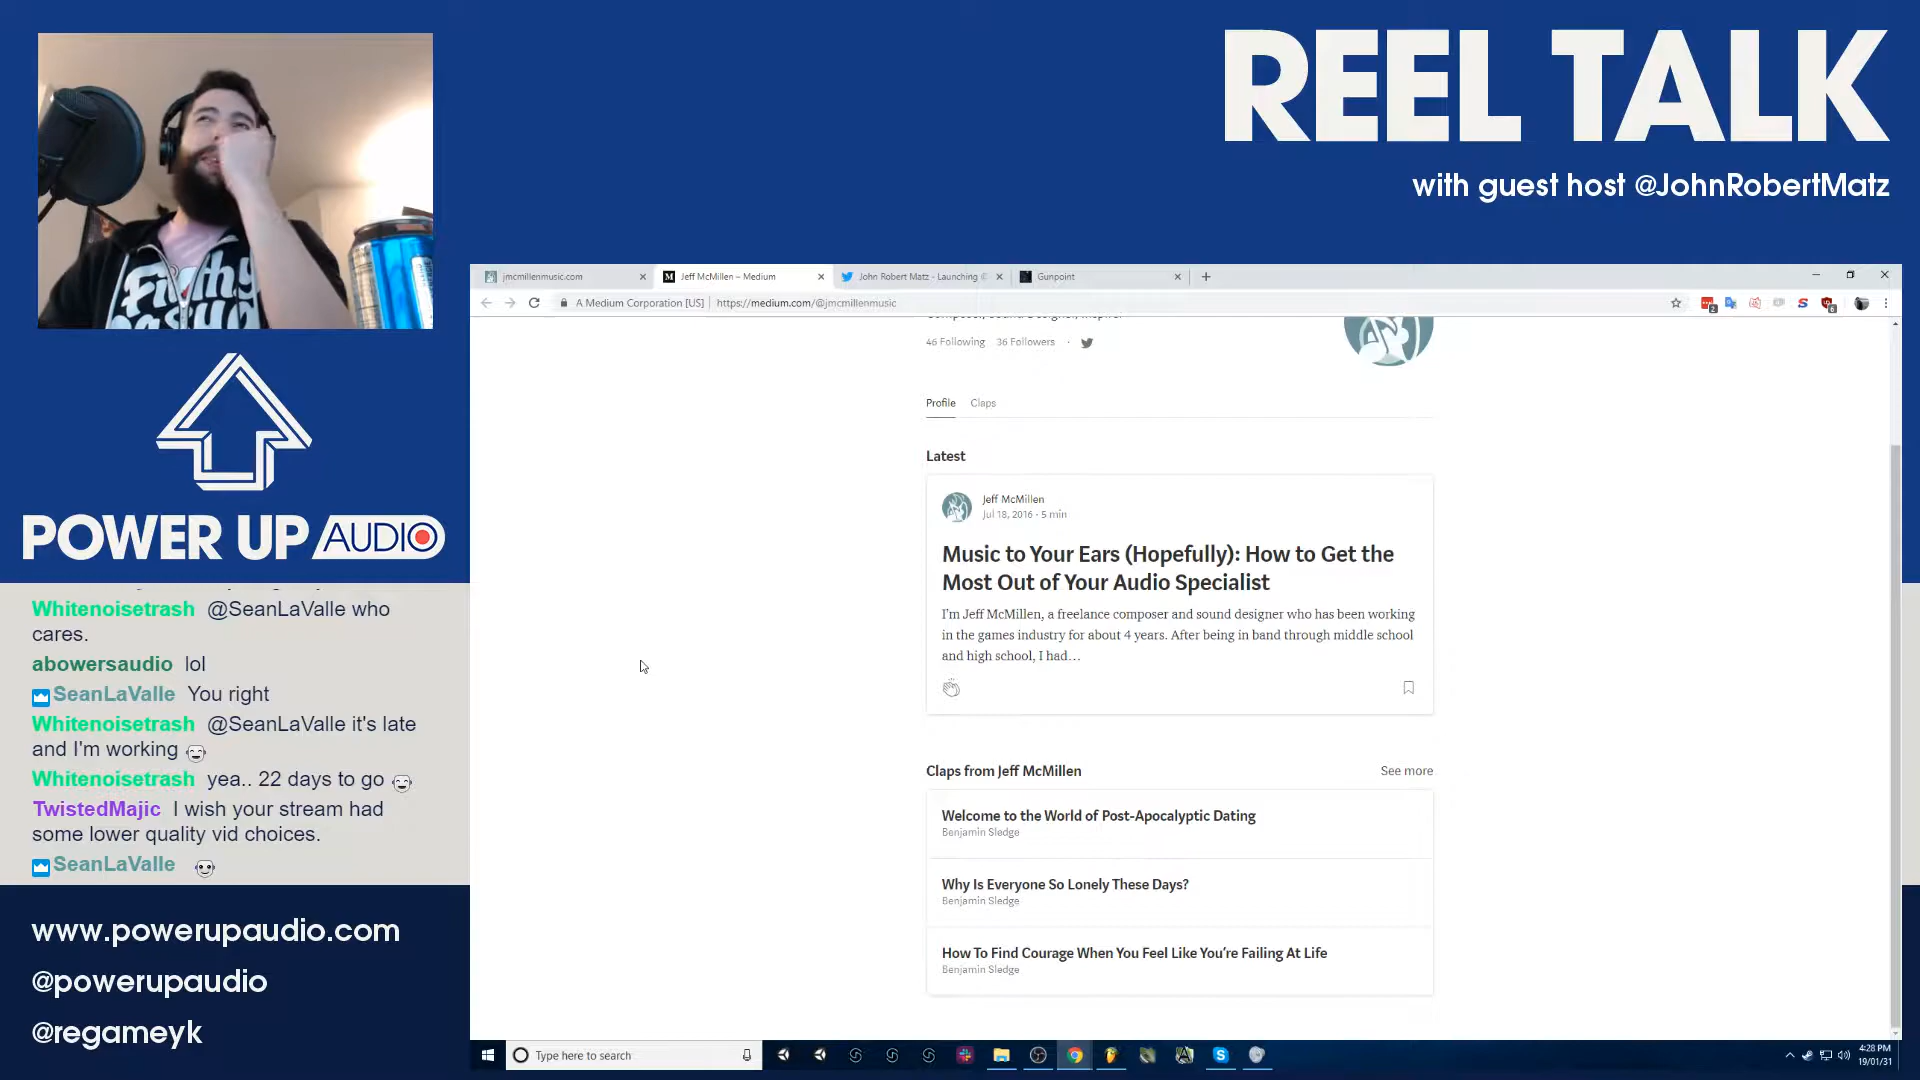 REEL TALK
with guest host @JohnRobertMatz
POWER UP AUDIO
Whitenoisetrash @SeanLaValle who
cares.
abowersaudio lol
SeanLaValle You right
Whitenoisetrash @SeanLaValle it's late
and I'm working
Whitenoisetrash yea.. 22 days to go
TwistedMajic I wish your stream had
some lower quality vid choices.
SeanLaValle
www.powerupaudio.com
@powerupaudio
@regameyk
jmcmillenmusic.com
Jeff McMillen – Medium
John Robert Matz - Launching
Gunpoint
A Medium Corporation [US]
https://medium.com/@jmcmillenmusic
46 Following 36 Followers
Profile Claps
Latest
Jeff McMillen
Jul 18, 2016 · 5 min
Music to Your Ears (Hopefully): How to Get the
Most Out of Your Audio Specialist
I'm Jeff McMillen, a freelance composer and sound designer who has been working
in the games industry for about 4 years. After being in band through middle school
and high school, I had…
Claps from Jeff McMillen
See more
Welcome to the World of Post-Apocalyptic Dating
Benjamin Sledge
Why Is Everyone So Lonely These Days?
Benjamin Sledge
How To Find Courage When You Feel Like You're Failing At Life
Benjamin Sledge
Type here to search
4:28 PM
19/01/31